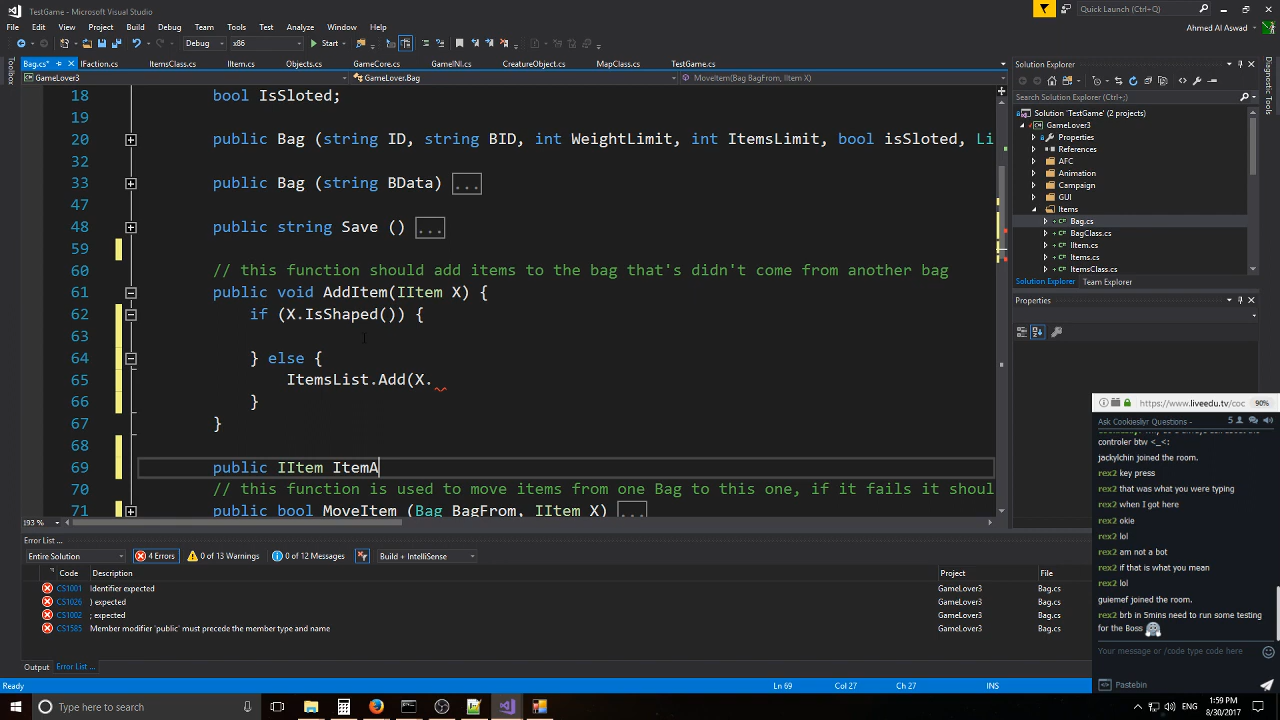 TestGame - Microsoft Visual Studio
Quick Launch (Ctrl+Q)
File Edit View Project Build Debug Team Tools Test Analyze Window Help
Ahmed Al Aswad
Debug x86 Start
Bag.cs* IFaction.cs ItemsClass.cs IItem.cs Objects.cs GameCore.cs GameINI.cs CreatureObject.cs MapClass.cs TestGame.cs
GameLover3 GameLover.Bag MoveItem(Bag BagFrom, IItem X)
Toolbox
18 bool IsSloted;
19
20 public Bag (string ID, string BID, int WeightLimit, int ItemsLimit, bool isSloted, Li
32
33 public Bag (string BData) ...
47
48 public string Save () ...
59
60 // this function should add items to the bag that's didn't come from another bag
61 public void AddItem(IItem X) {
62 if (X.IsShaped()) {
63
64 } else {
65 ItemsList.Add(X.
66 }
67 }
68
69 public IItem ItemA
70 // this function is used to move items from one Bag to this one, if it fails it shoul
71 public bool MoveItem (Bag BagFrom, IItem X) ...
193 %
Solution Explorer
Search Solution Explorer (Ctrl+;)
Solution 'TestGame' (2 projects)
GameLover3
Properties
References
AFC
Animation
Campaign
GUI
Items
Bag.cs
BagClass.cs
IItem.cs
Items.cs
ItemsClass.cs
Solution Explorer Team Explorer
Properties
Diagnostic Tools
https://www.liveedu.tv/coc 90%
Ask Cookieslyr Questions - 5
controler btw <_<:
jackylchin joined the room.
rex2 key press
rex2 that was what you were typing
rex2 when I got here
rex2 okie
rex2 lol
rex2 am not a bot
rex2 if that is what you mean
rex2 lol
guiemef joined the room.
rex2 brb in 5mins need to run some testing
for the Boss
Your message or /code type code here
Pastebin
Error List ...
Entire Solution 4 Errors 0 of 13 Warnings 0 of 12 Messages Build + IntelliSense
Search Error List
Code Description Project File
CS1001 Identifier expected GameLover3 Bag.cs
CS1026 ) expected GameLover3 Bag.cs
CS1002 ; expected GameLover3 Bag.cs
CS1585 Member modifier 'public' must precede the member type and name GameLover3 Bag.cs
Output Error List ...
Ready Ln 69 Col 27 Ch 27 INS
Type here to search
ENG 1:59 PM
8/30/2017